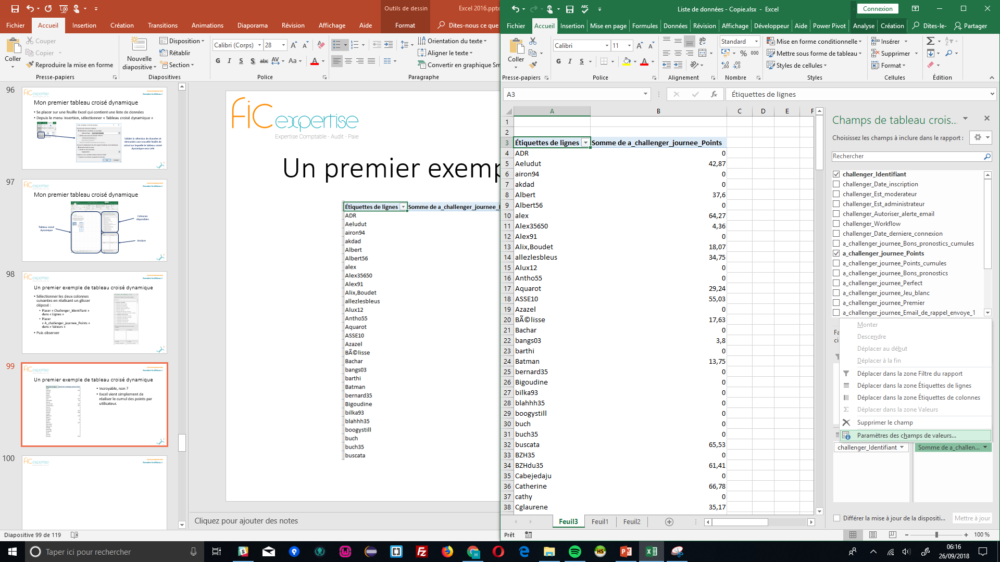 Outils de dessin
Excel 2016.pptx
Fichier
Accueil
Insertion
Création
Transitions
Animations
Diaporama
Révision
Affichage
Aide
Format
Dites-nous ce que
Coller
Couper
Copier
Reproduire la mise en forme
Presse-papiers
Nouvelle
diapositive
Disposition
Rétablir
Section
Diapositives
Calibri (Corps)
28
G I S S abc AV Aa A
Police
Orientation du texte
Aligner le texte
Convertir en graphique Sm
Paragraphe
96
Mon premier tableau croisé dynamique
• Se placer sur une feuille Excel qui contient une liste de données
• Depuis le menu Insertion, sélectionner « Tableau croisé dynamique »
Valider la sélection de données et
demandez une nouvelle feuille de
calcul sur laquelle le tableau croisé
dynamique sera créé
97
Mon premier tableau croisé dynamique
Tableau croisé
dynamique
Colonnes
disponibles
Analyse
98
Un premier exemple de tableau croisé dynamique
• Sélectionner les deux colonnes
suivantes en réalisant un glisser
déposé :
• Placer « Challenger_Identifiant »
dans « Lignes »
• Placer
« A_challenger_journee_Points »
dans « Valeurs »
• Puis observer
99
Un premier exemple de tableau croisé dynamique
• Incroyable, non ?
• Excel vient simplement de
réaliser le cumul des points par
utilisateur.
100
FIC expertise
Expertise Comptable - Audit - Paie
Un premier exemp
Étiquettes de lignes Somme de a_challenger_journee_
ADR
Aeludut
airon94
akdad
Albert
Albert56
alex
Alex35650
Alex91
Alix,Boudet
allezlesbleus
Alux12
Antho55
Aquarot
ASSE10
Azazel
BÃ©lisse
Bachar
bangs03
barthi
Batman
bernard35
Bigoudine
bilka93
blahhh35
boogystill
buch
buch35
buscata
Cliquez pour ajouter des notes
Diapositive 99 de 119
Liste de données - Copie.xlsx - Excel
Connexion
Fichier
Accueil
Insertion
Mise en page
Formules
Données
Révision
Affichage
Développeur
Aide
Power Pivot
Analyse
Création
Dites-le-
Partager
Coller
Presse-papiers
Calibri
11
G I S
Police
Alignement
Standard
% 000
Nombre
Mise en forme conditionnelle
Mettre sous forme de tableau
Styles de cellules
Styles
Insérer
Supprimer
Format
Cellules
Édition
A3
fx
Étiquettes de lignes
A B C D E F
1
2
3 Étiquettes de lignes Somme de a_challenger_journee_Points
4 ADR 0
5 Aeludut 42,87
6 airon94 0
7 akdad 0
8 Albert 37,6
9 Albert56 0
10 alex 64,27
11 Alex35650 4,36
12 Alex91 0
13 Alix,Boudet 18,07
14 allezlesbleus 34,75
15 Alux12 0
16 Antho55 0
17 Aquarot 29,24
18 ASSE10 55,03
19 Azazel 0
20 BÃ©lisse 17,63
21 Bachar 0
22 bangs03 3,8
23 barthi 0
24 Batman 13,75
25 bernard35 0
26 Bigoudine 0
27 bilka93 0
28 blahhh35 0
29 boogystill 0
30 buch 0
31 buch35 0
32 buscata 65,53
33 BZH35 0
34 BZHdu35 61,41
35 Cabejedaju 0
36 Catherine 66,78
37 cathy 0
38 Cglaurene 35,17
Feuil3
Feuil1
Feuil2
Prêt
100 %
Champs de tableau crois...
Choisissez les champs à inclure dans le rapport :
Rechercher
challenger_Identifiant
challenger_Date_inscription
challenger_Est_moderateur
challenger_Est_administrateur
challenger_Autoriser_alerte_email
challenger_Workflow
challenger_Date_derniere_connexion
a_challenger_journee_Bons_pronostics_cumules
a_challenger_journee_Points
a_challenger_journee_Points_cumules
a_challenger_journee_Bons_pronostics
a_challenger_journee_Perfect
a_challenger_journee_Jeu_blanc
a_challenger_journee_Premier
a_challenger_journee_Email_de_rappel_envoye_1
Monter
Descendre
Déplacer au début
Déplacer à la fin
Déplacer dans la zone Filtre du rapport
Déplacer dans la zone Étiquettes de lignes
Déplacer dans la zone Étiquettes de colonnes
Déplacer dans la zone Valeurs
Supprimer le champ
Paramètres des champs de valeurs...
challenger_Identifiant
Somme de a_challen...
Différer la mise à jour de la dispositi...
Mettre à jour
Taper ici pour rechercher
06:16
26/09/2018